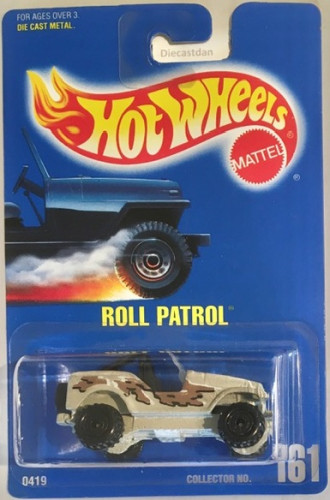 FOR AGES OVER 3.
DIE CAST METAL.
Diecastdan
HOT WHEELS
MATTEL
ROLL PATROL®
0419
COLLECTOR NO.
161